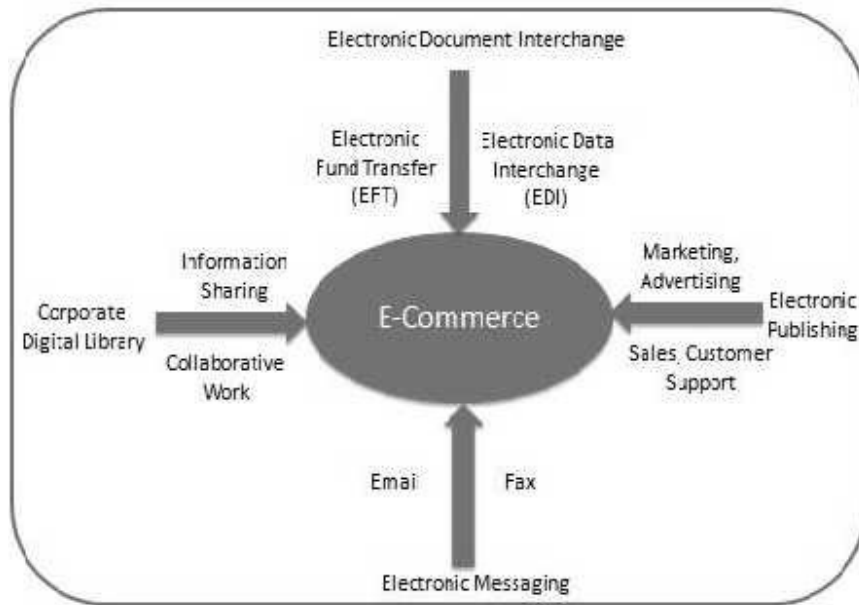 Electronic Document Interchange
Electronic
Fund Transfer
(EFT)
Electronic Data
Interchange
(EDI)
Information
Sharing
Marketing,
Advertising
Corporate
Digital Library
E-Commerce
Electronic
Publishing
Collaborative
Work
Sales, Customer
Support
Emai
Fax
Electronic Messaging